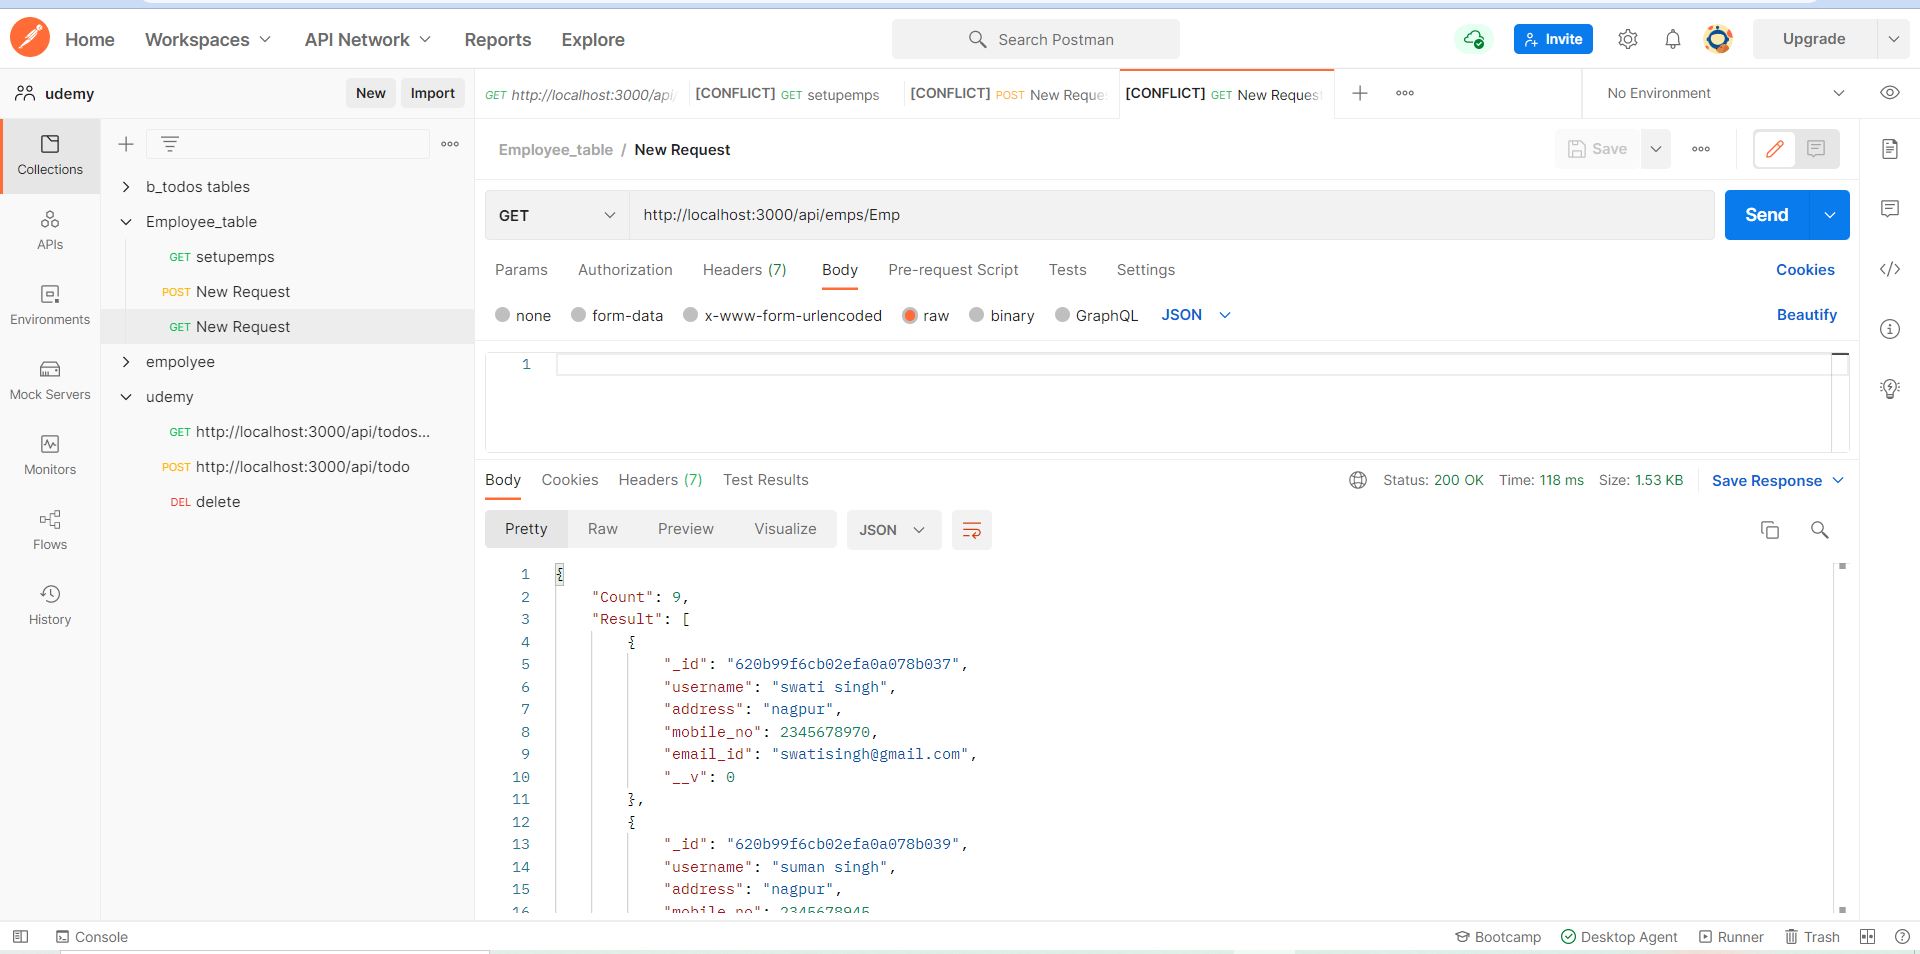 Home Workspaces API Network Reports Explore Search Postman Invite Upgrade
udemy New Import GET http://localhost:3000/api/ [CONFLICT] GET setupemps [CONFLICT] POST New Reque [CONFLICT] GET New Request No Environment
Collections
APIs
Environments
Mock Servers
Monitors
Flows
History
b_todos tables
Employee_table
GET setupemps
POST New Request
GET New Request
empolyee
udemy
GET http://localhost:3000/api/todos...
POST http://localhost:3000/api/todo
DEL delete
Employee_table / New Request Save
GET http://localhost:3000/api/emps/Emp Send
Params Authorization Headers (7) Body Pre-request Script Tests Settings Cookies
none form-data x-www-form-urlencoded raw binary GraphQL JSON Beautify
1
Body Cookies Headers (7) Test Results Status: 200 OK Time: 118 ms Size: 1.53 KB Save Response
Pretty Raw Preview Visualize JSON
1 {
2 "Count": 9,
3 "Result": [
4 {
5 "_id": "620b99f6cb02efa0a078b037",
6 "username": "swati singh",
7 "address": "nagpur",
8 "mobile_no": 2345678970,
9 "email_id": "swatisingh@gmail.com",
10 "__v": 0
11 },
12 {
13 "_id": "620b99f6cb02efa0a078b039",
14 "username": "suman singh",
15 "address": "nagpur",
16 "mobile_no": 2345678945
Console Bootcamp Desktop Agent Runner Trash